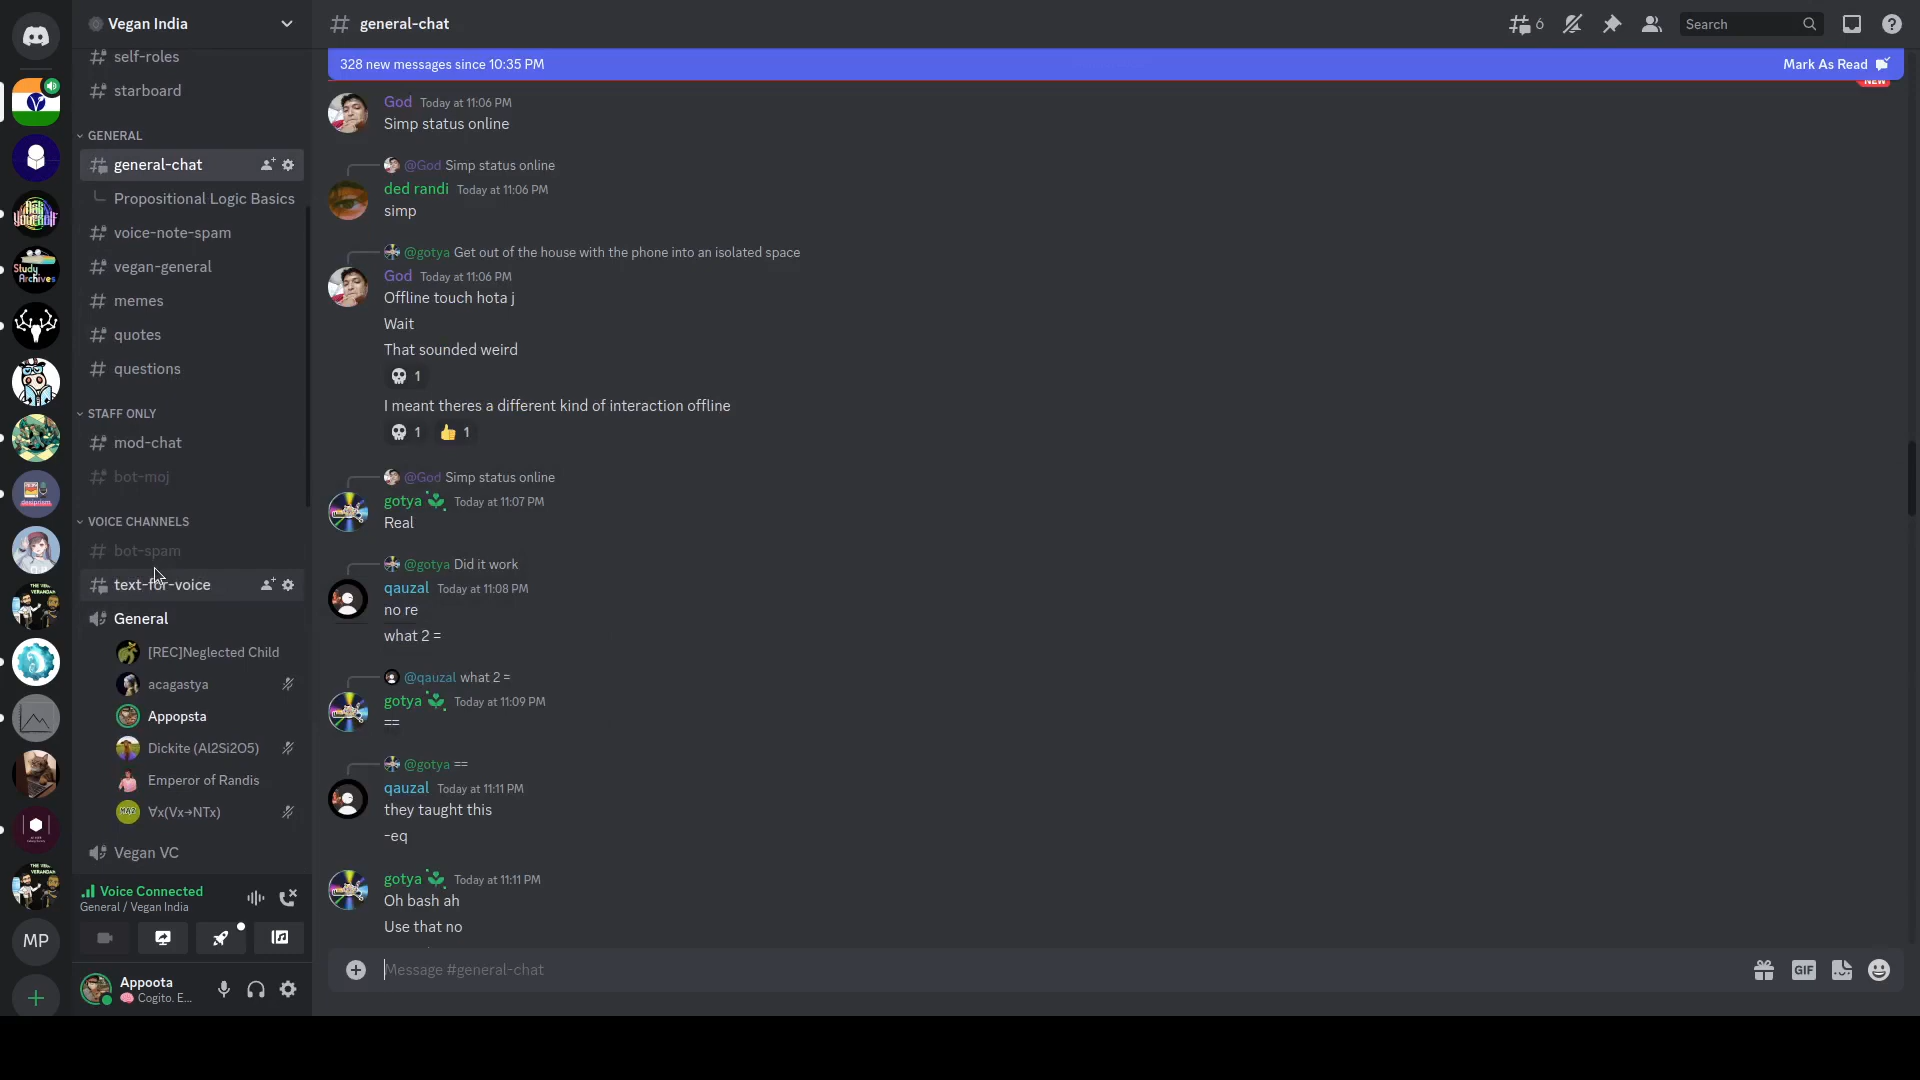 Vegan India
self-roles
starboard
GENERAL
general-chat
Propositional Logic Basics
voice-note-spam
vegan-general
memes
quotes
questions
STAFF ONLY
mod-chat
bot-moj
VOICE CHANNELS
bot-spam
text-for-voice
General
[REC]Neglected Child
acagastya
Appopsta
Dickite (Al2Si2O5)
Emperor of Randis
∀x(Vx→NTx)
Vegan VC
Voice Connected
General / Vegan India
Appoota
Cogito. E...
MP
general-chat
6
Search
328 new messages since 10:35 PM
Mark As Read
NEW
God Today at 11:06 PM
Simp status online
@God Simp status online
ded randi Today at 11:06 PM
simp
@gotya Get out of the house with the phone into an isolated space
God Today at 11:06 PM
Offline touch hota j
Wait
That sounded weird
💀 1
I meant theres a different kind of interaction offline
💀 1 👍 1
@God Simp status online
gotya Today at 11:07 PM
Real
@gotya Did it work
qauzal Today at 11:08 PM
no re
what 2 =
@qauzal what 2 =
gotya Today at 11:09 PM
==
@gotya ==
qauzal Today at 11:11 PM
they taught this
-eq
gotya Today at 11:11 PM
Oh bash ah
Use that no
Message #general-chat
GIF